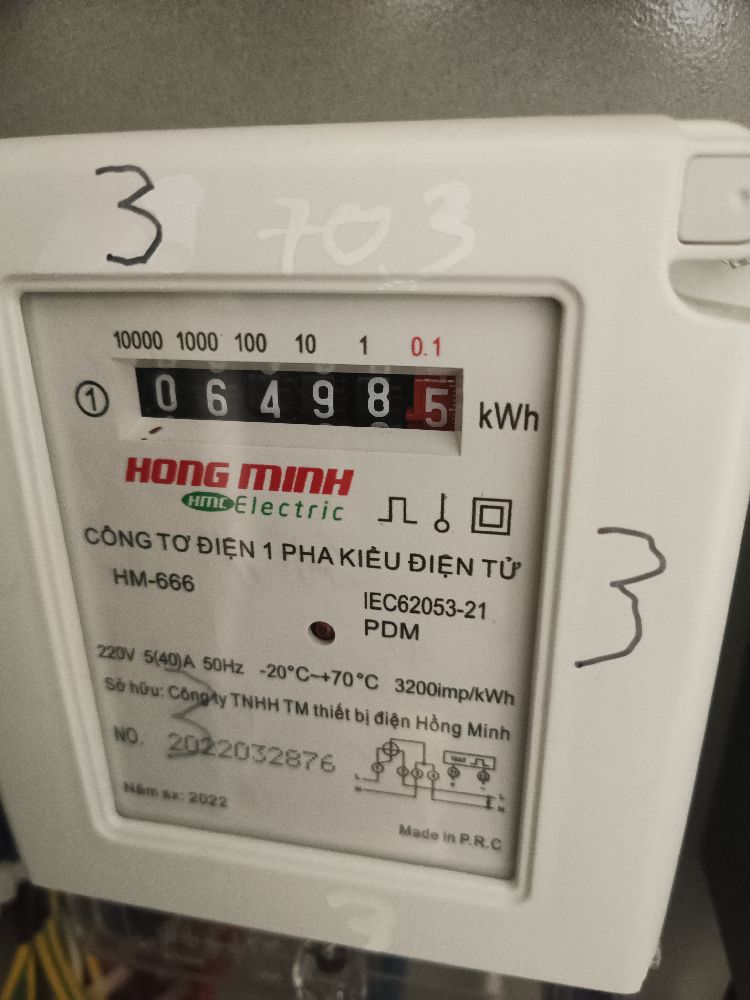 3 703
10000 1000 100 10 1 0.1
1 0 6 4 9 8 5 kWh
HONG MINH
HMC Electric
CÔNG TƠ ĐIỆN 1 PHA KIỂU ĐIỆN TỬ
HM-666
IEC62053-21
PDM
3
220V 5(40)A 50Hz -20°C~+70°C 3200imp/kWh
Sở hữu: Công ty TNHH TM thiết bị điện Hồng Minh
NO. 2022032876
3
Năm sx: 2022
Made in P.R.C
3